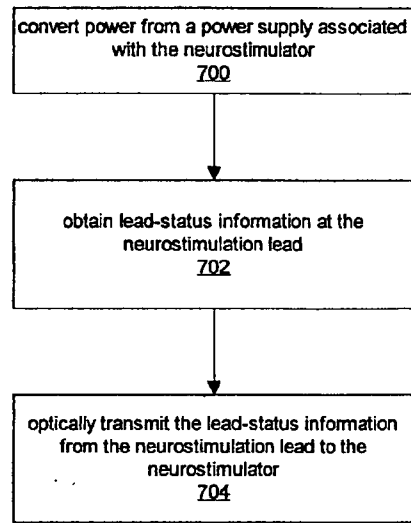 convert power from a power supply associated
with the neurostimulator
700
obtain lead-status information at the
neurostimulation lead
702
optically transmit the lead-status information
from the neurostimulation lead to the
neurostimulator
704